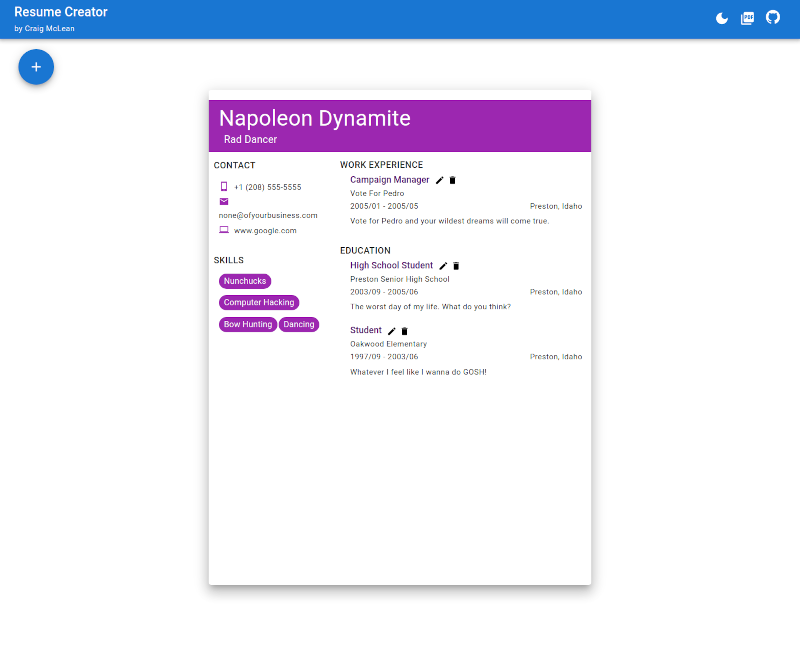 Resume Creator
by Craig McLean
PDF
Napoleon Dynamite
Rad Dancer
CONTACT
+1 (208) 555-5555
none@ofyourbusiness.com
www.google.com
SKILLS
Nunchucks
Computer Hacking
Bow Hunting Dancing
WORK EXPERIENCE
Campaign Manager
Vote For Pedro
2005/01 - 2005/05 Preston, Idaho
Vote for Pedro and your wildest dreams will come true.
EDUCATION
High School Student
Preston Senior High School
2003/09 - 2005/06 Preston, Idaho
The worst day of my life. What do you think?
Student
Oakwood Elementary
1997/09 - 2003/06 Preston, Idaho
Whatever I feel like I wanna do GOSH!